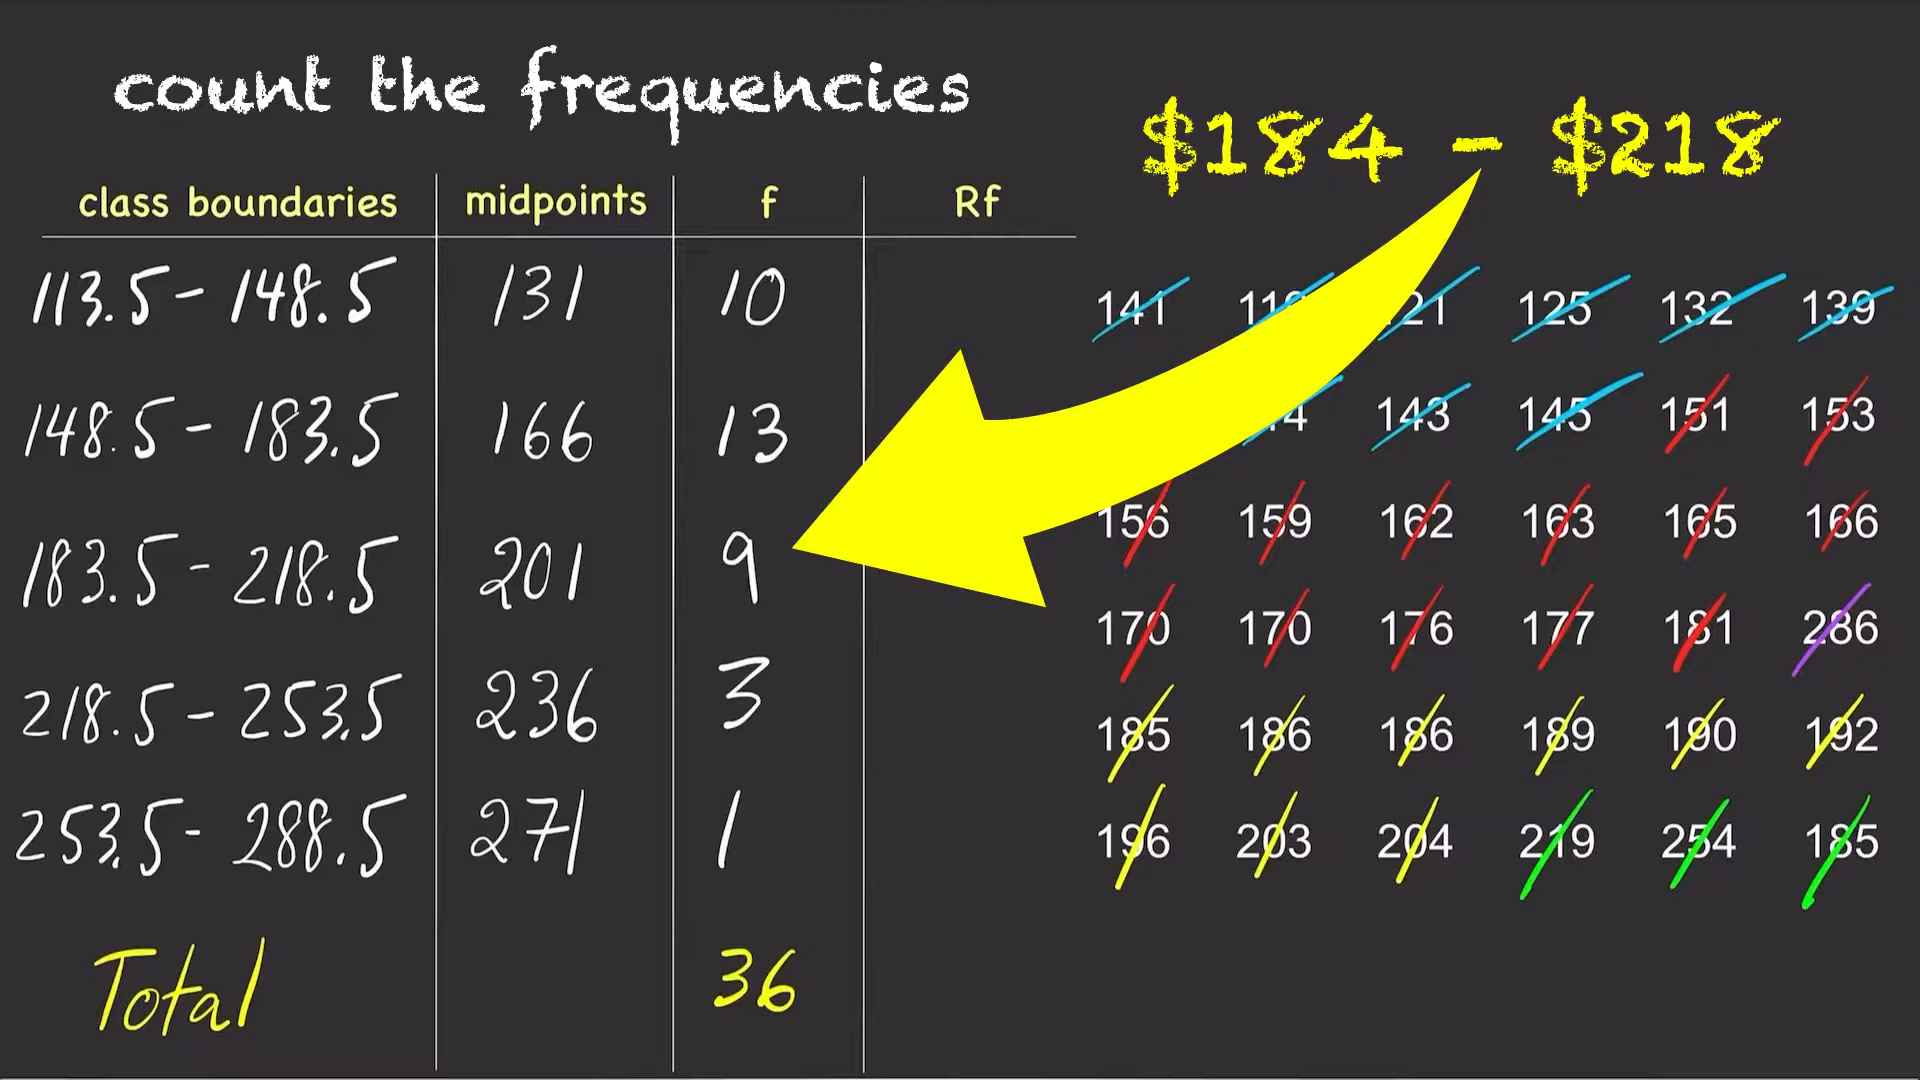 count the frequencies
$184 - $218
class boundaries midpoints f Rf
113.5 - 148.5 131 10
148.5 - 183.5 166 13
183.5 - 218.5 201 9
218.5 - 253.5 236 3
253.5 - 288.5 271 1
Total 36
141 125 132 139
143 145 151 153
156 159 162 163 165 166
170 170 176 177 181 286
185 186 186 189 190 192
196 203 204 219 254 185